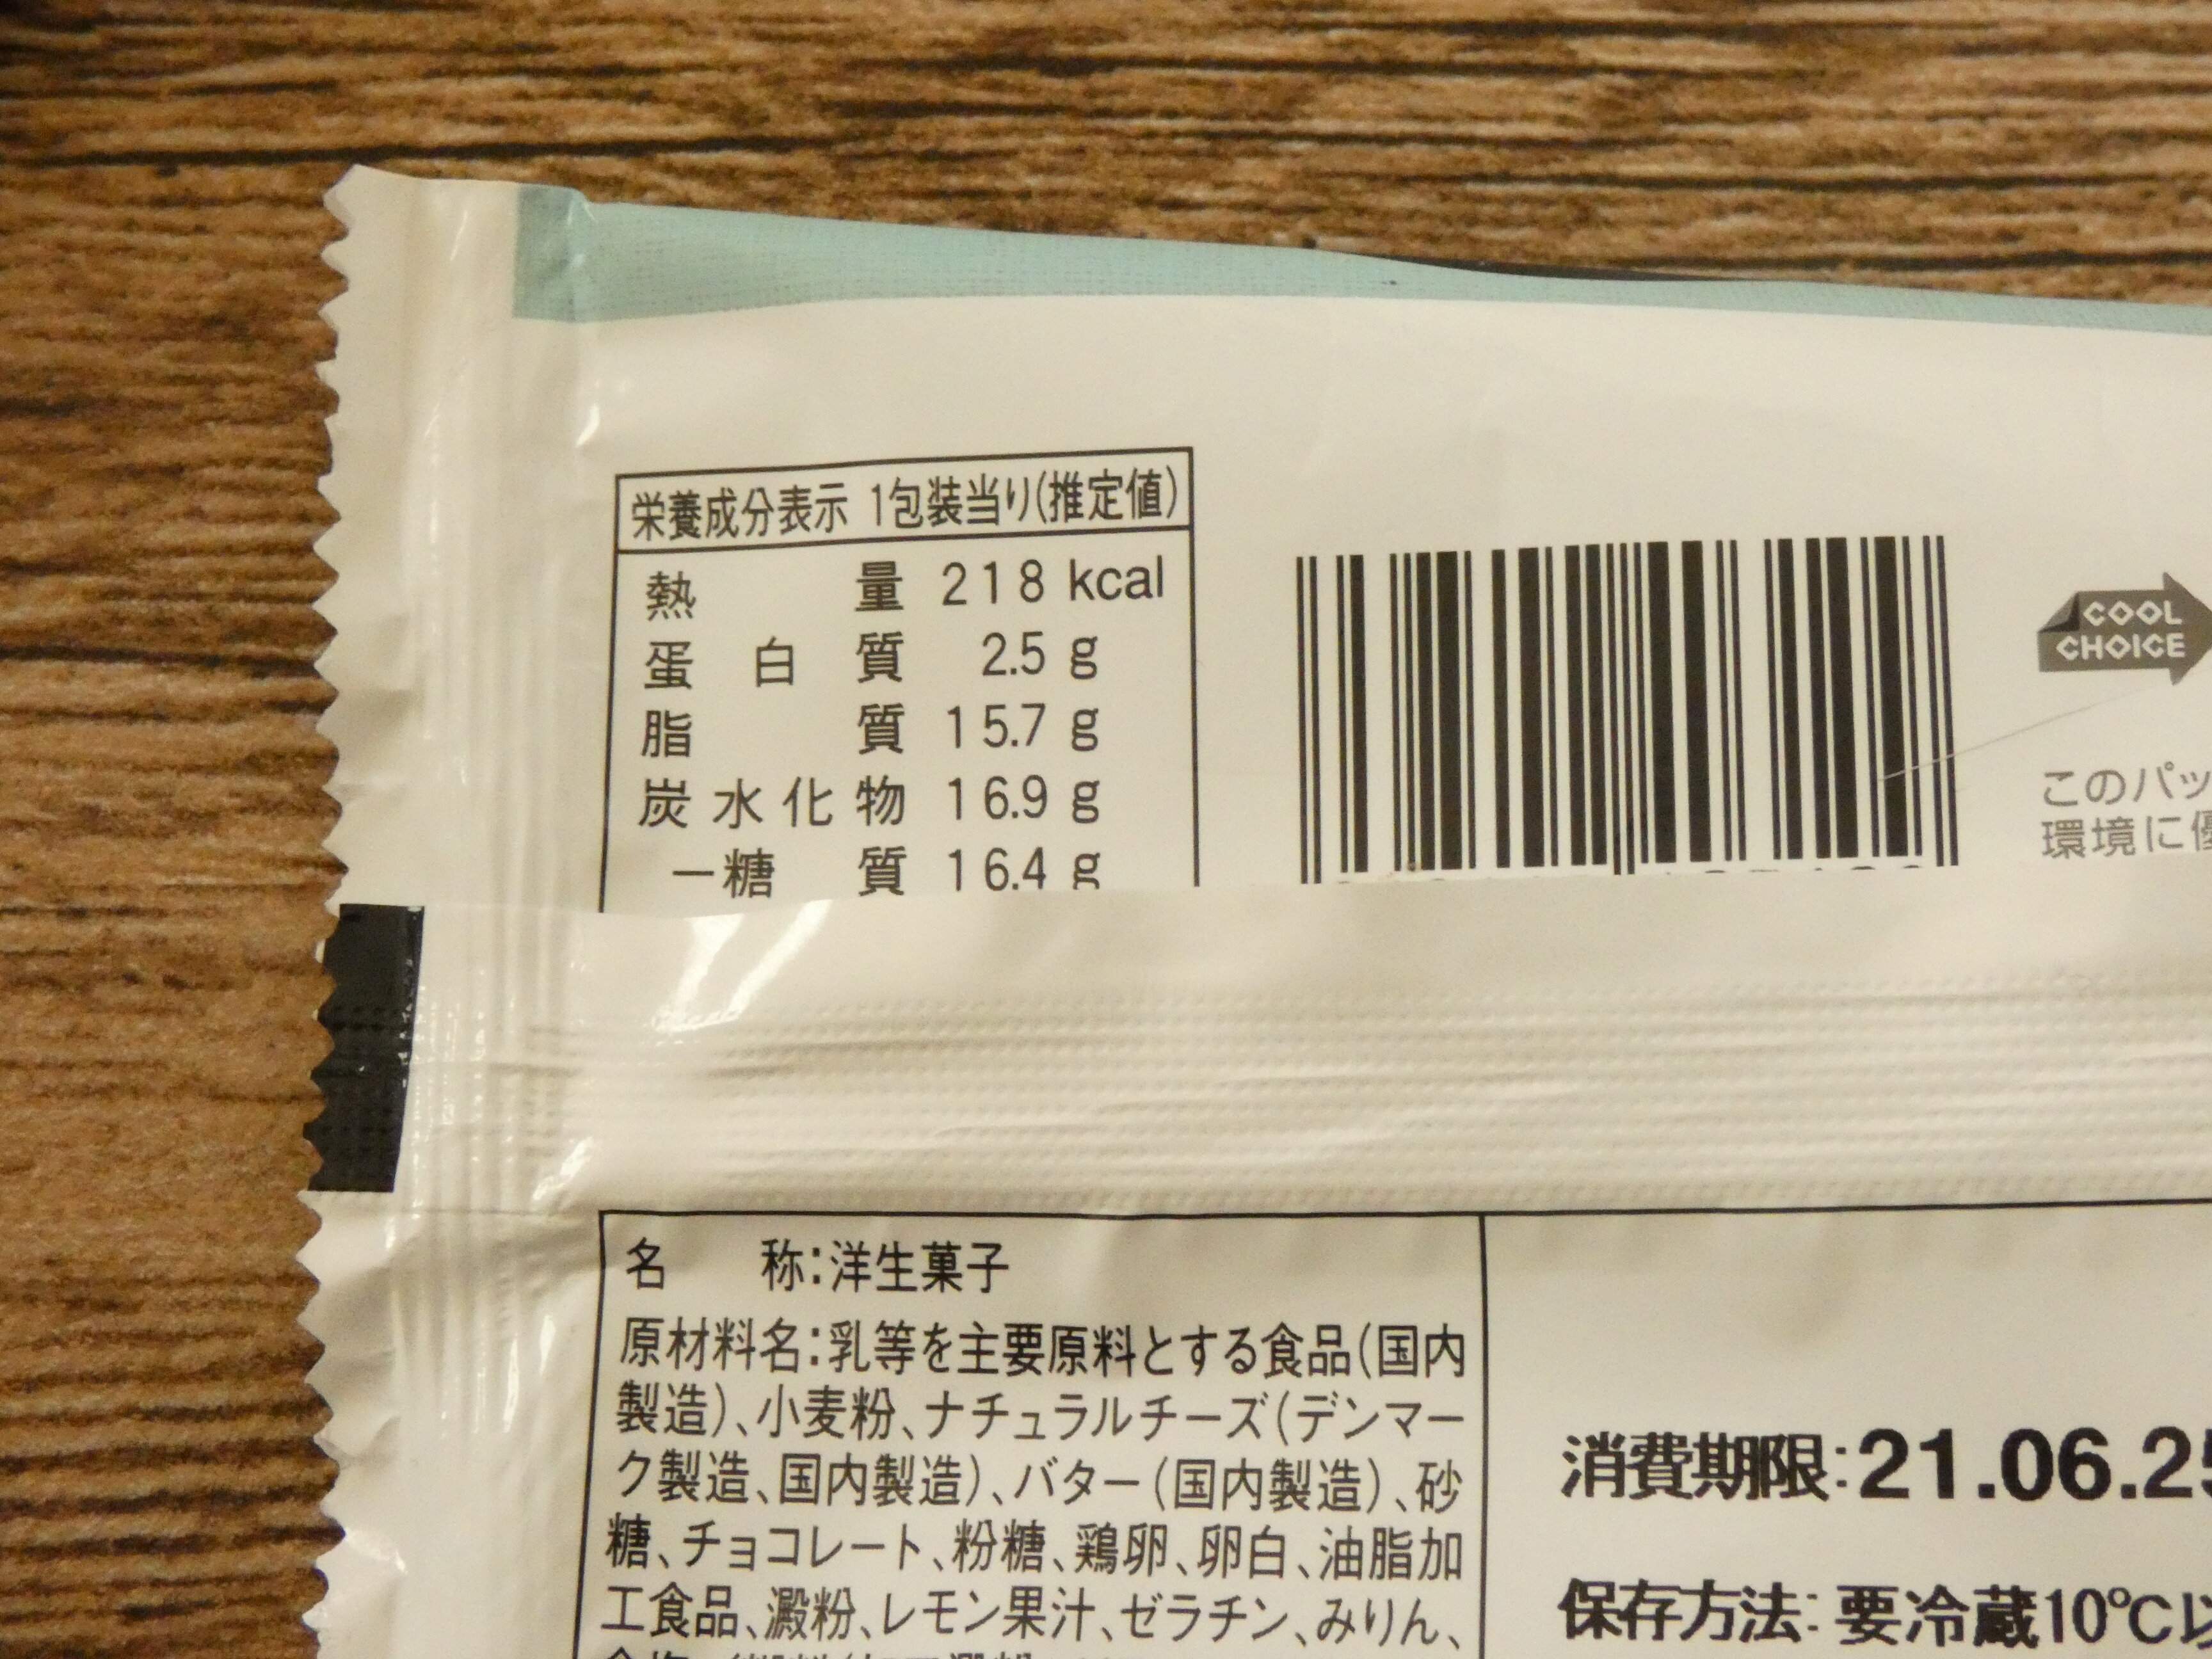 栄養成分表示 1包装当り(推定値)
熱量 218 kcal
蛋白質 2.5 g
脂質 15.7 g
炭水化物 16.9 g
－糖質 16.4 g
COOL
CHOICE
このパッ
環境に
名称:洋生菓子
原材料名:乳等を主要原料とする食品(国内
製造)、小麦粉、ナチュラルチーズ(デンマー
ク製造、国内製造)、バター(国内製造)、砂
糖、チョコレート、粉糖、鶏卵、卵白、油脂加
工食品、澱粉、レモン果汁、ゼラチン、みりん、
消費期限:21.06.25
保存方法:要冷蔵10℃以